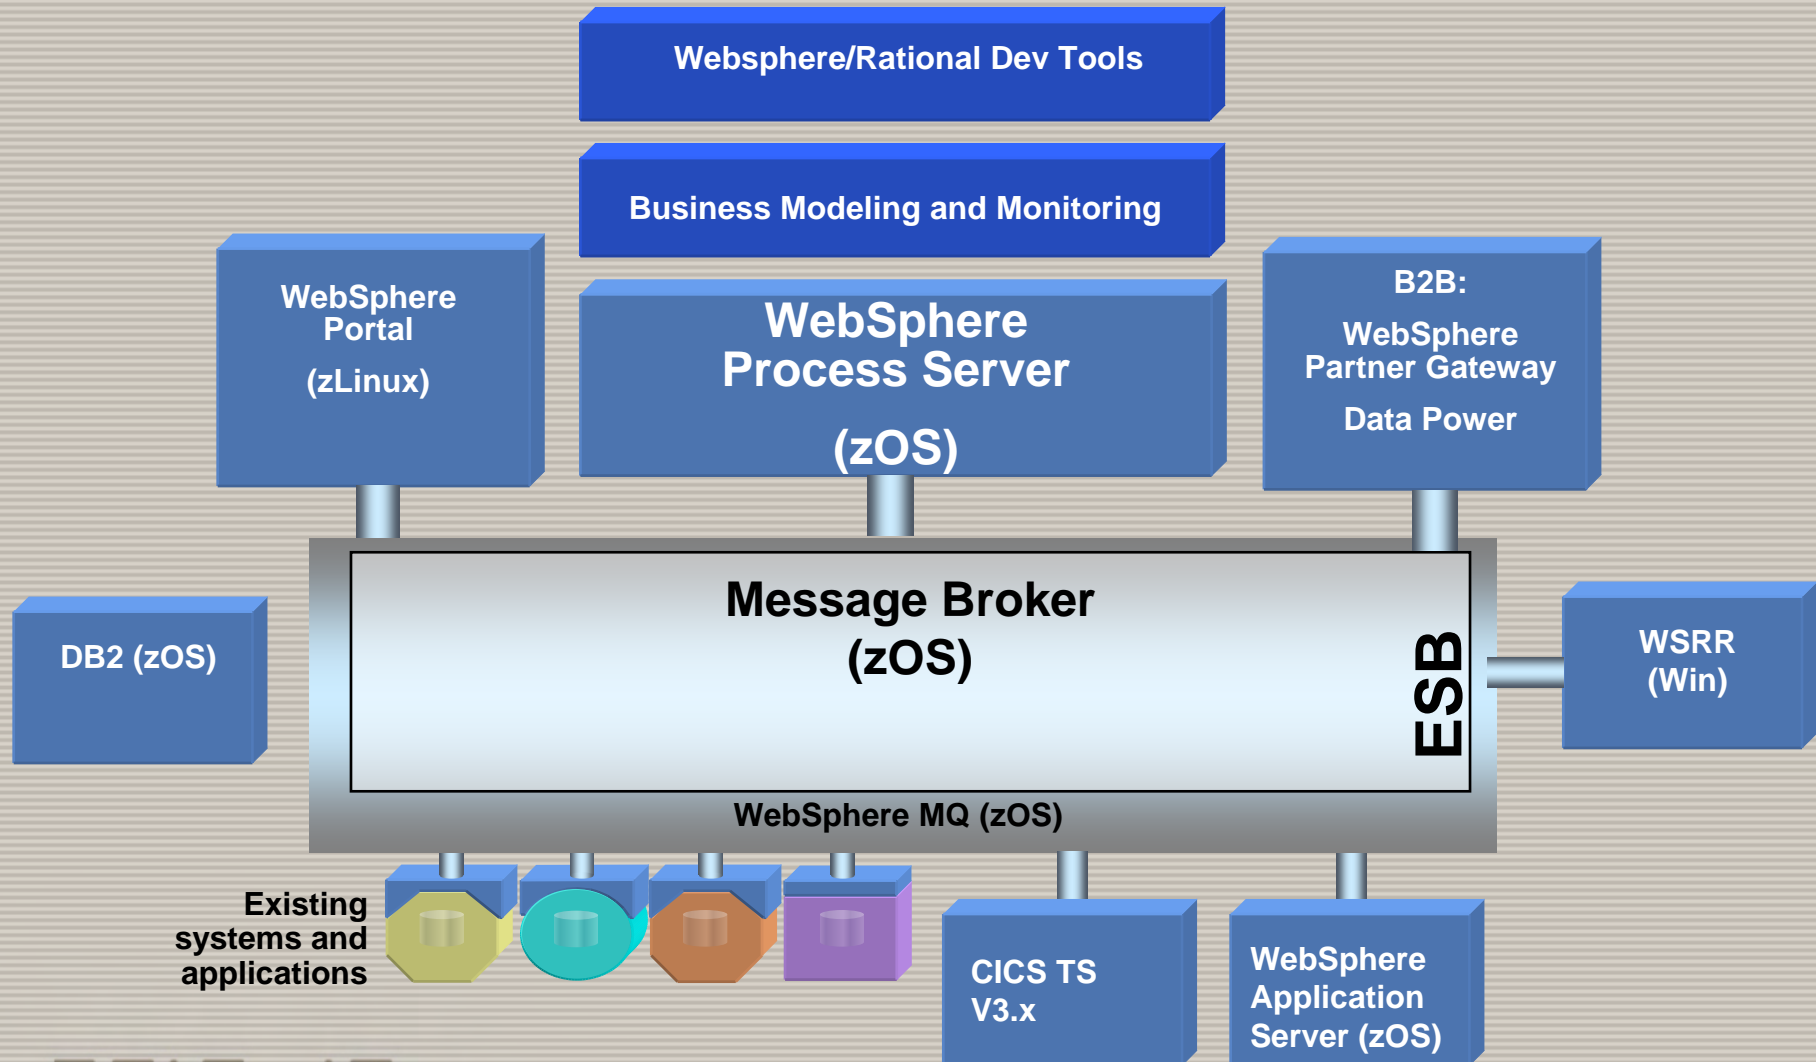 Websphere/Rational Dev Tools
Business Modeling and Monitoring
WebSphere
Portal
(zLinux)
WebSphere
Process Server
(zOS)
B2B:
WebSphere
Partner Gateway
Data Power
Message Broker
(zOS)
ESB
DB2 (zOS)
WSRR
(Win)
WebSphere MQ (zOS)
Existing
systems and
applications
CICS TS
V3.x
WebSphere
Application
Server (zOS)